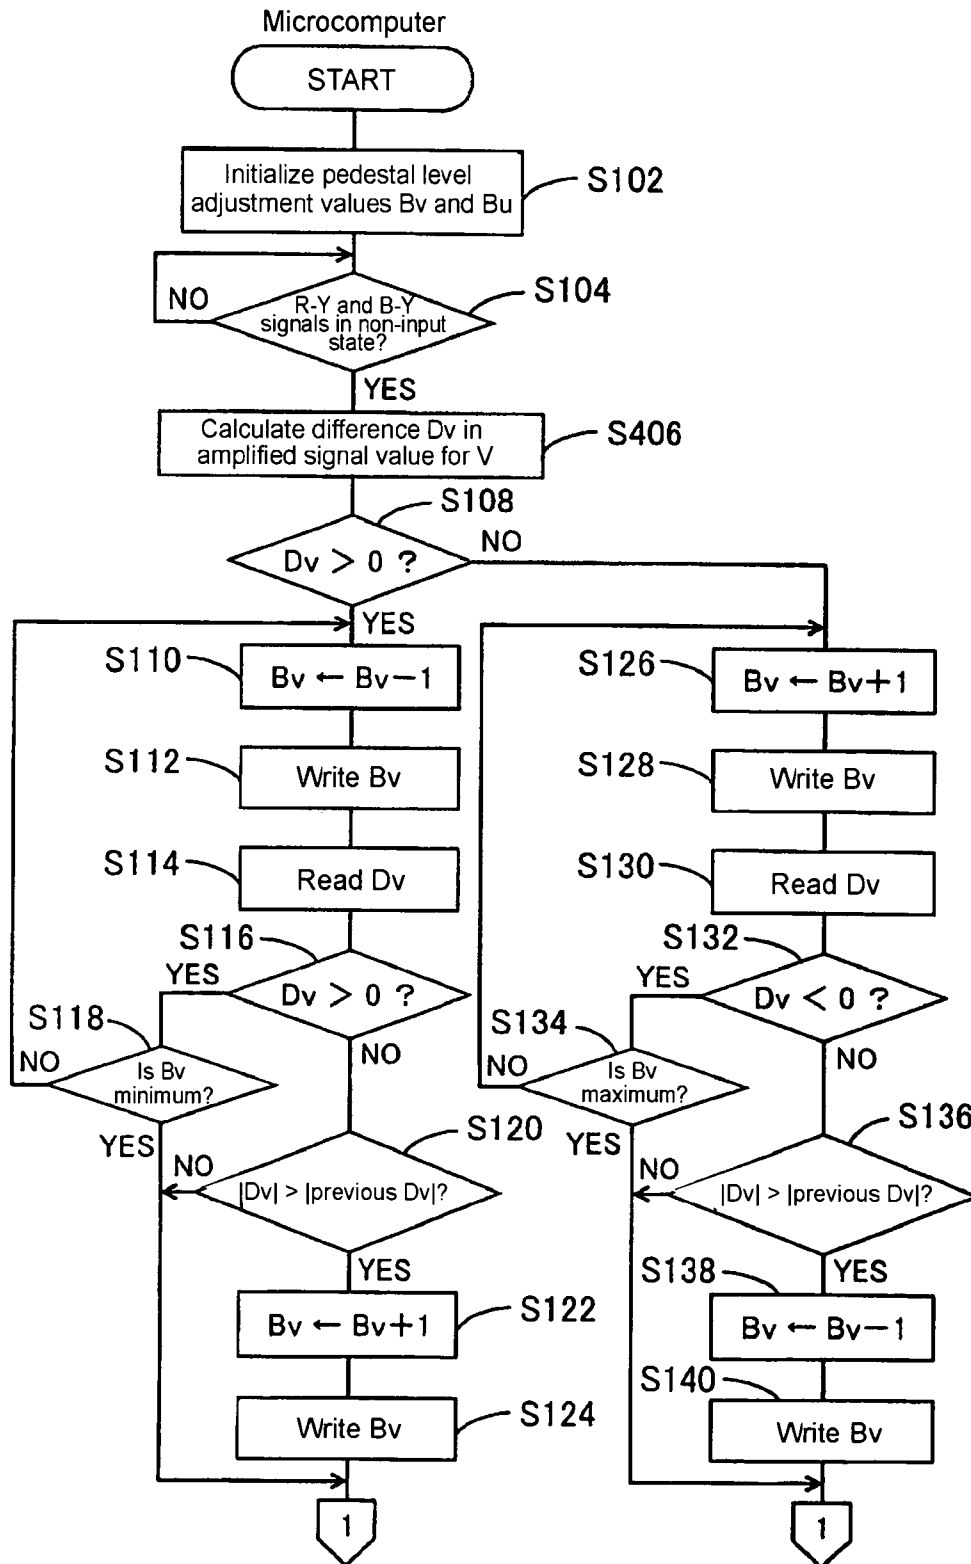 Microcomputer
START
Initialize pedestal level
adjustment values Bv and Bu
S102
S104
NO
R-Y and B-Y
signals in non-input
state?
YES
Calculate difference Dv in
amplified signal value for V
S406
S108
Dv > 0 ?
NO
YES
S110
Bv ← Bv−1
S112
Write Bv
S114
Read Dv
S116
YES
Dv > 0 ?
NO
S118
NO
Is Bv
minimum?
YES
S120
NO
|Dv| > |previous Dv|?
YES
Bv ← Bv+1
S122
Write Bv
S124
1
S126
Bv ← Bv+1
S128
Write Bv
S130
Read Dv
S132
YES
Dv < 0 ?
NO
S134
NO
Is Bv
maximum?
YES
S136
NO
|Dv| > |previous Dv|?
YES
S138
Bv ← Bv−1
S140
Write Bv
1